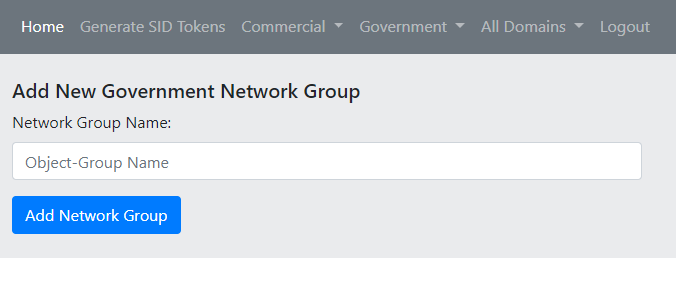 Home Generate SID Tokens Commercial Government All Domains Logout
Add New Government Network Group
Network Group Name:
Object-Group Name
Add Network Group